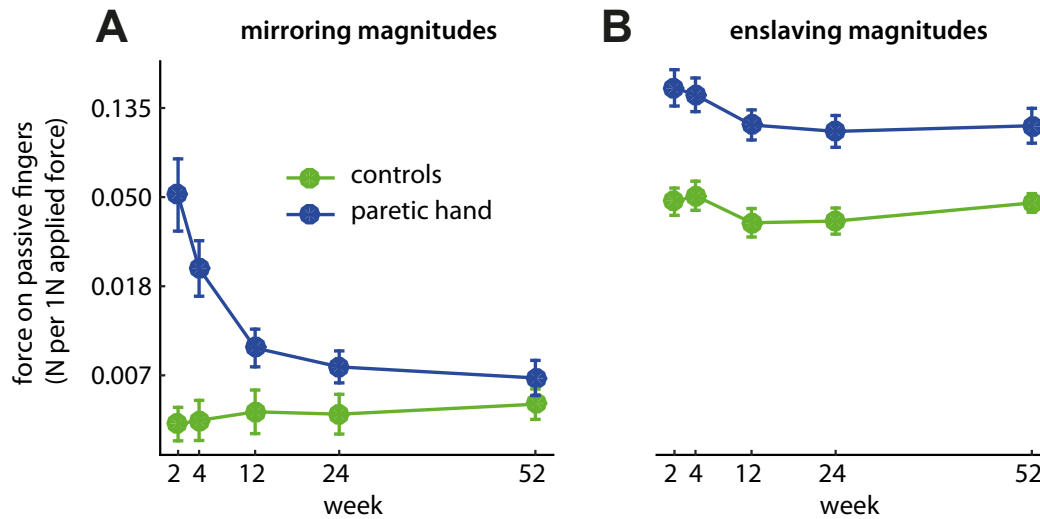 A
mirroring magnitudes
B
enslaving magnitudes
force on passive fingers
(N per 1N applied force)
0.135
0.050
0.018
0.007
controls
paretic hand
2 4 12 24 52
week
2 4 12 24 52
week